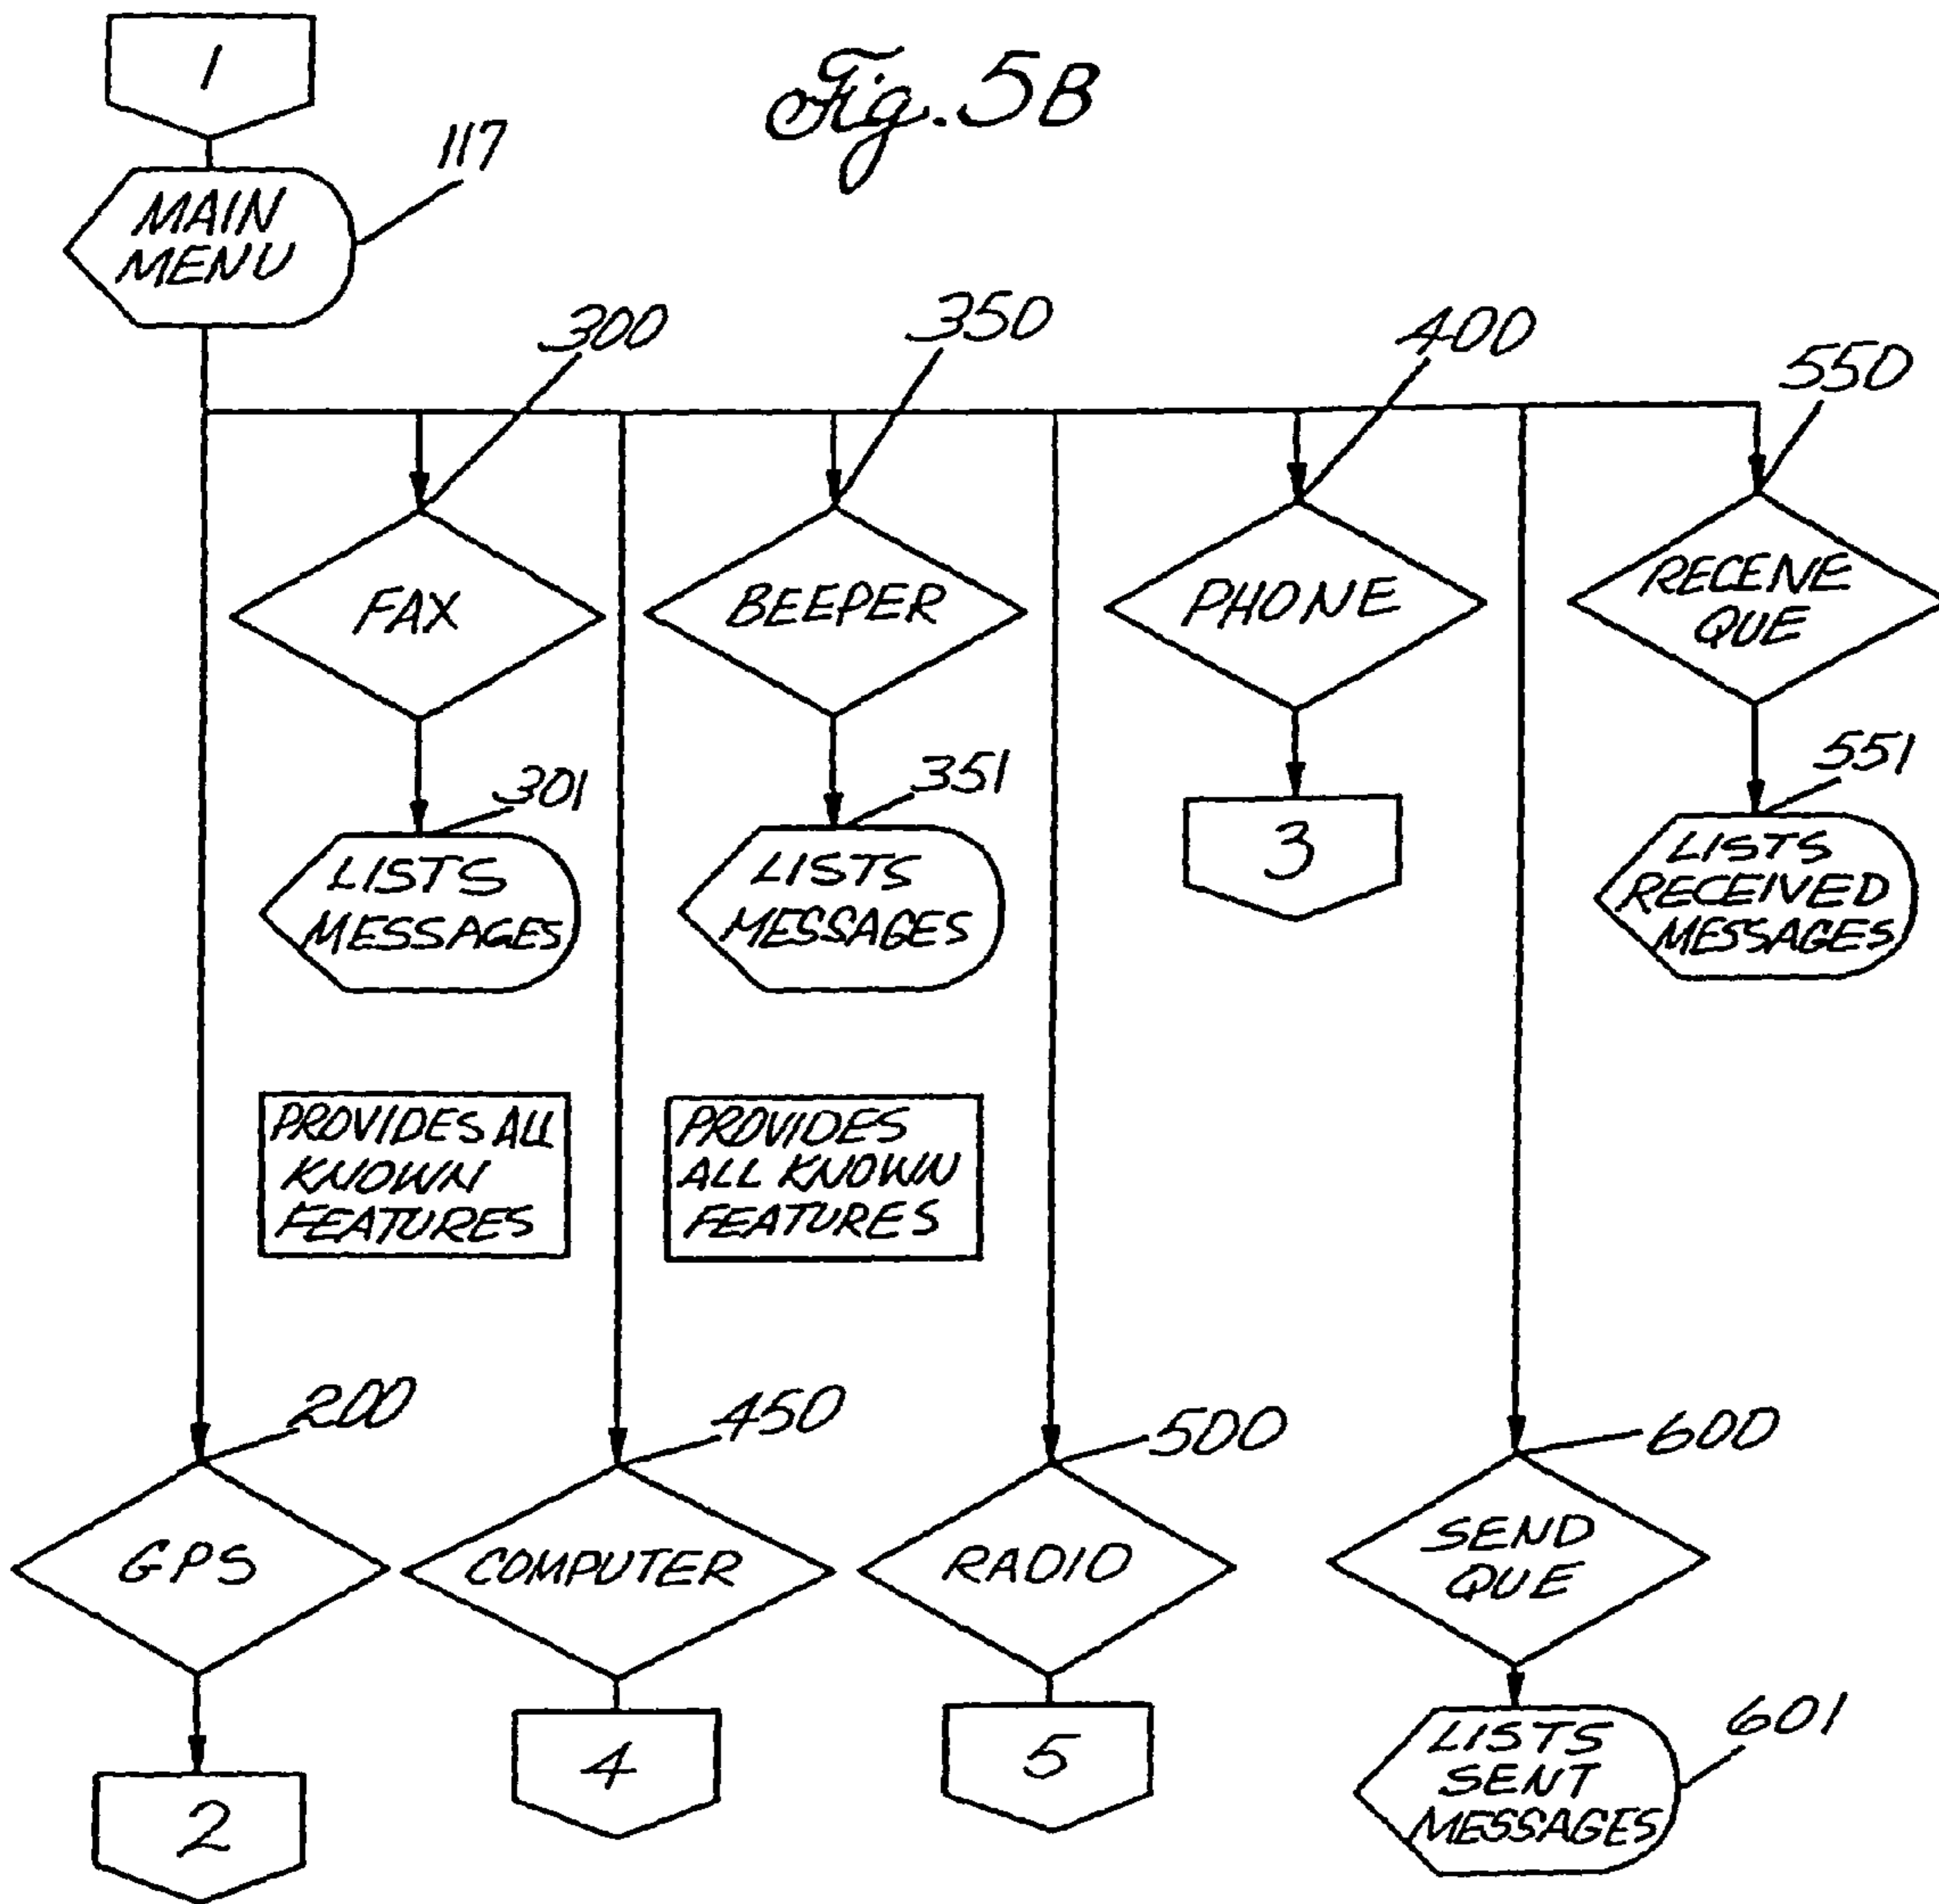 1
Fig. 5B
117
MAIN
MENU
300
350
400
550
FAX
BEEPER
PHONE
RECEIVE
QUE
301
351
551
LISTS
MESSAGES
LISTS
MESSAGES
3
LISTS
RECEIVED
MESSAGES
PROVIDES ALL
KNOWN
FEATURES
PROVIDES
ALL KNOWN
FEATURES
200
450
500
600
GPS
COMPUTER
RADIO
SEND
QUE
2
4
5
601
LISTS
SENT
MESSAGES